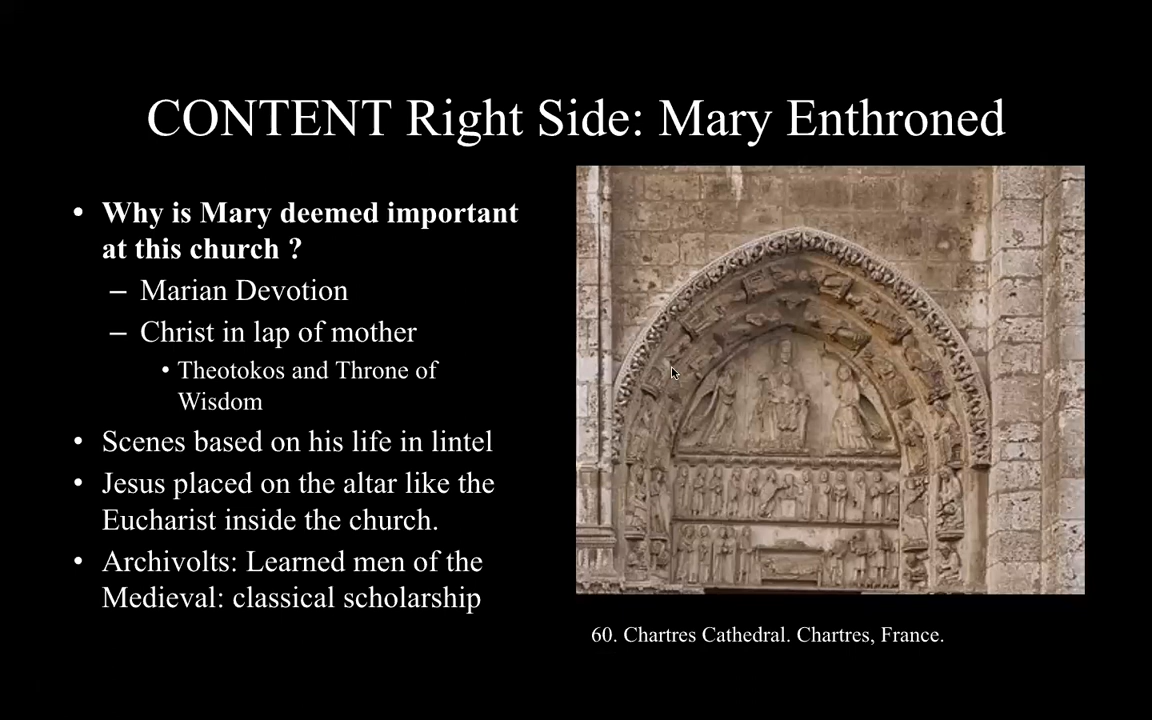 CONTENT Right Side: Mary Enthroned
• Why is Mary deemed important
at this church ?
– Marian Devotion
– Christ in lap of mother
• Theotokos and Throne of
Wisdom
• Scenes based on his life in lintel
• Jesus placed on the altar like the
Eucharist inside the church.
• Archivolts: Learned men of the
Medieval: classical scholarship
60. Chartres Cathedral. Chartres, France.